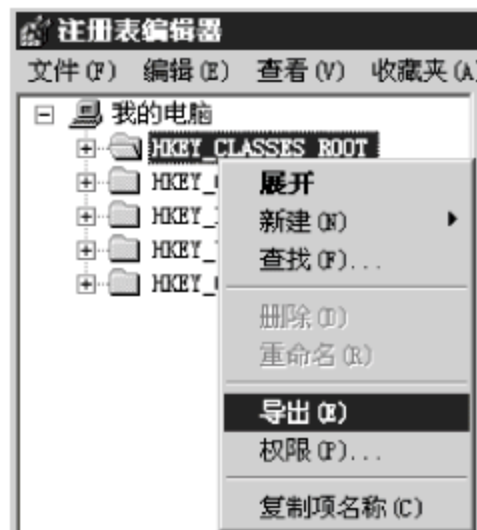 注册表编辑器
文件(F) 编辑(E) 查看(V) 收藏夹(A)
我的电脑
HKEY_CLASSES_ROOT
HKEY_
HKEY_
HKEY_
HKEY_
展开
新建(N)
查找(F)...
删除(D)
重命名(R)
导出(E)
权限(P)...
复制项名称(C)